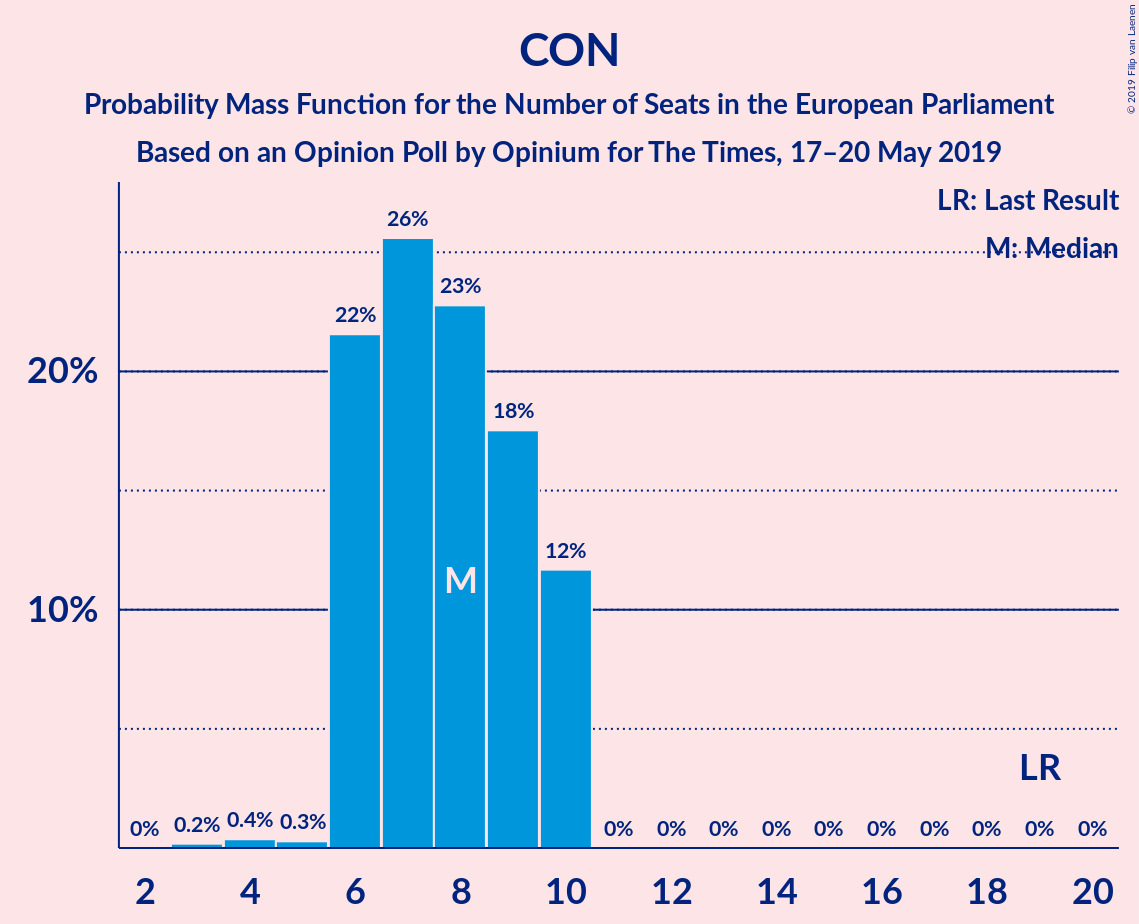 CON
Probability Mass Function for the Number of Seats in the European Parliament
Based on an Opinion Poll by Opinium for The Times, 17–20 May 2019
© 2019 Filip van Laenen
LR: Last Result
M: Median
26%
23%
22%
20%
18%
12%
M
10%
LR
0% 0.2% 0.4% 0.3% 0% 0% 0% 0% 0% 0% 0% 0% 0% 0%
2 4 6 8 10 12 14 16 18 20